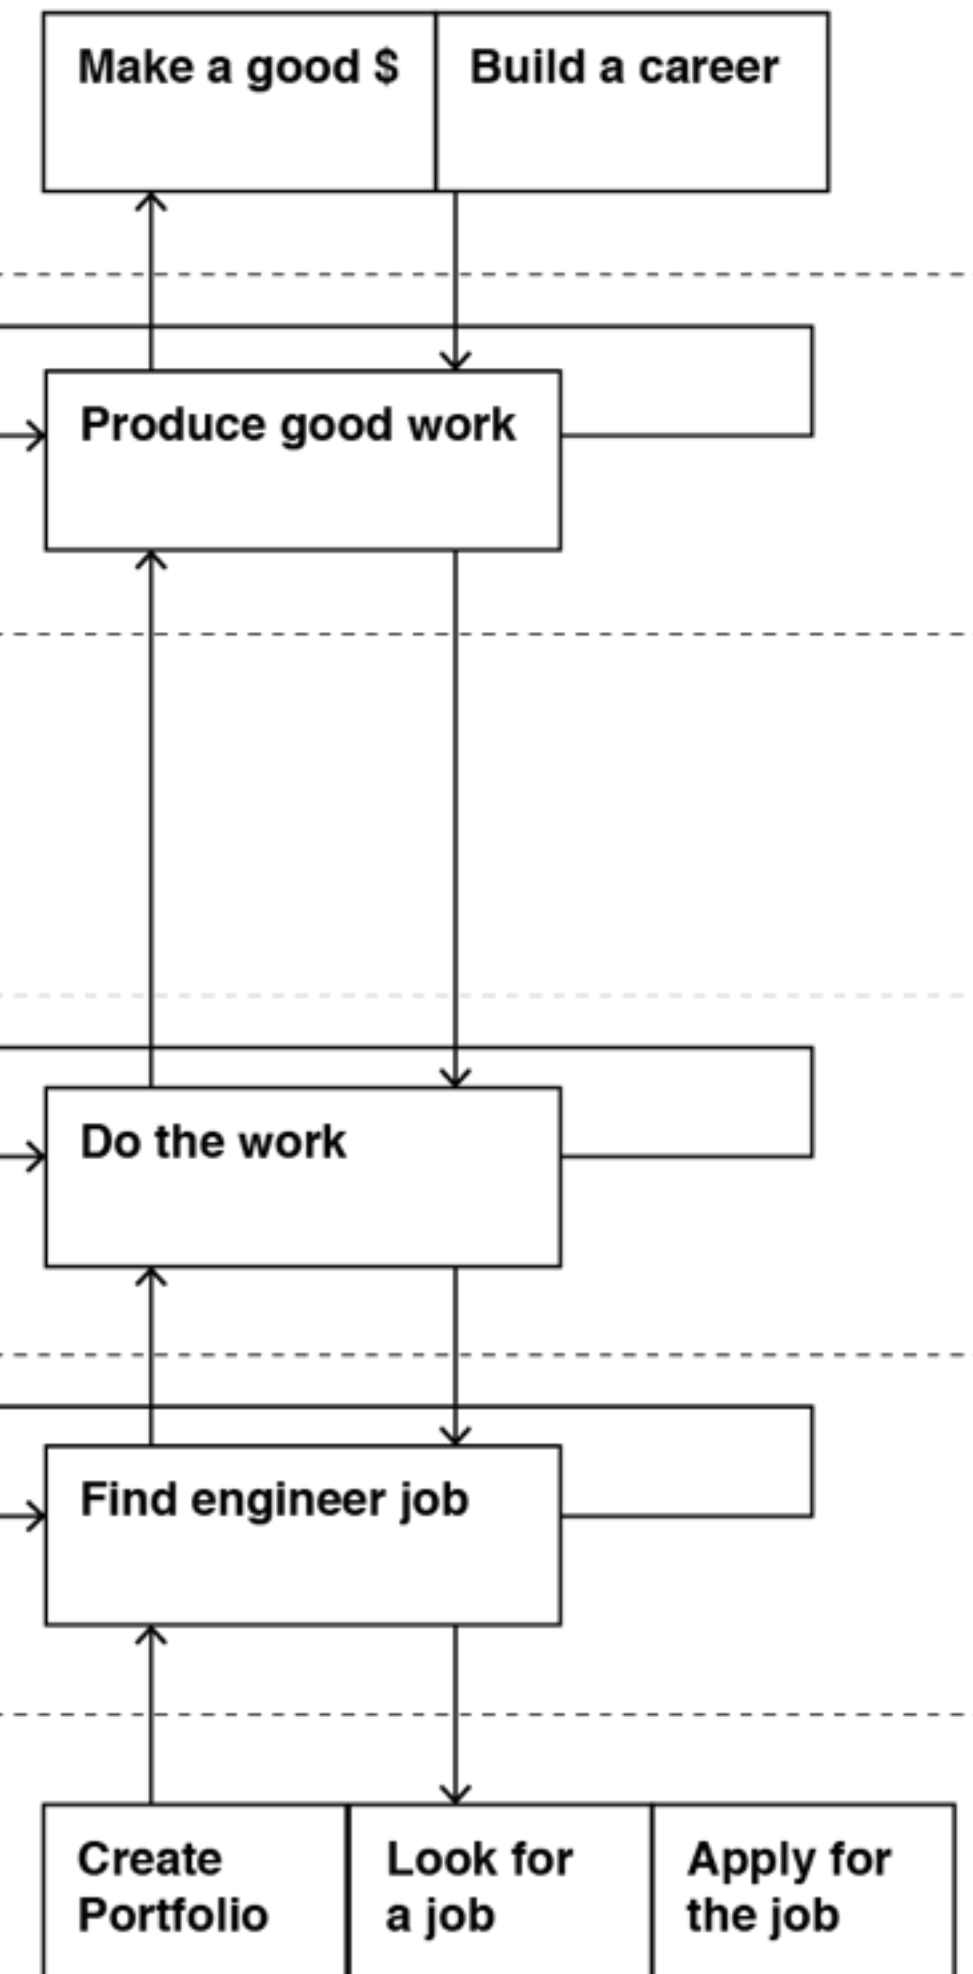 Make a good $
Build a career
Produce good work
Do the work
Find engineer job
Create
Portfolio
Look for
a job
Apply for
the job